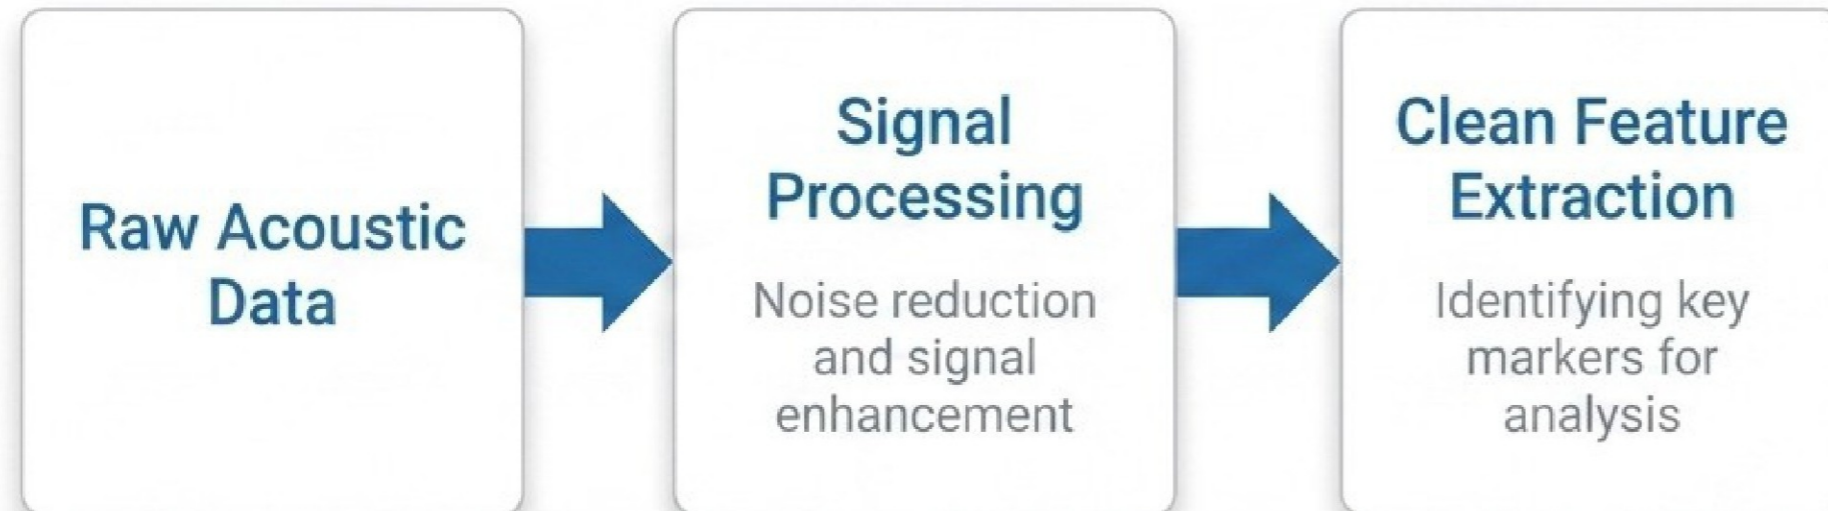 Raw Acoustic
Data
Signal
Processing
Noise reduction
and signal
enhancement
Clean Feature
Extraction
Identifying key
markers for
analysis